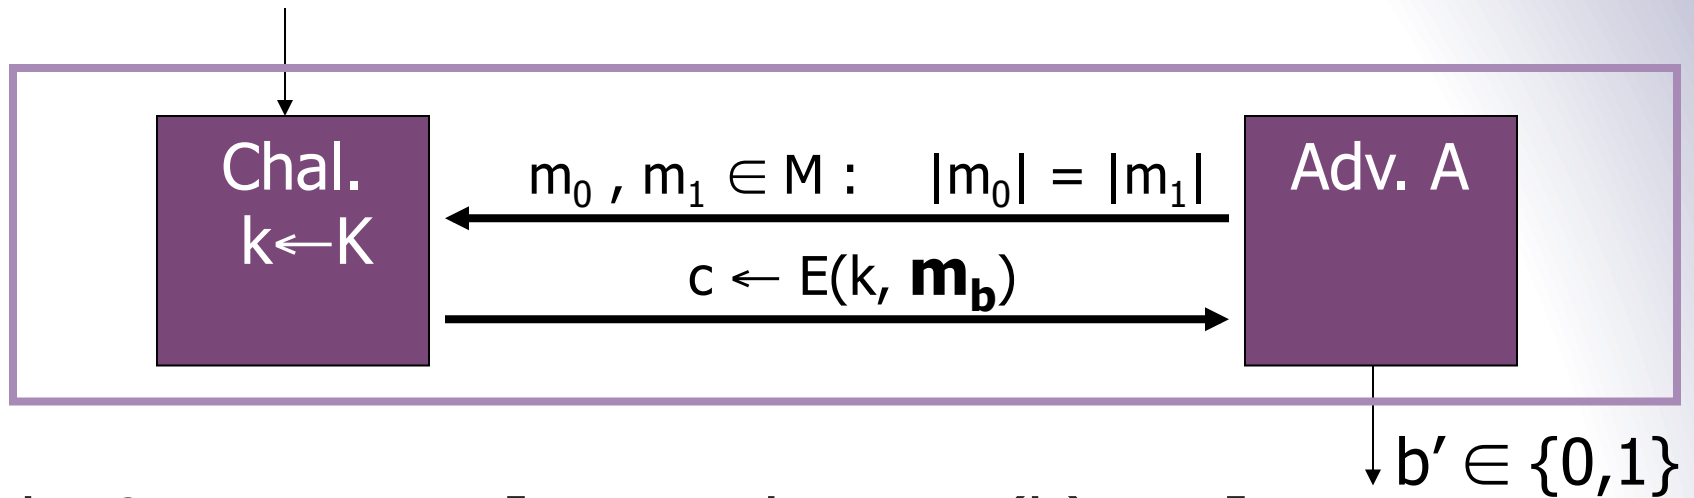 Chal.
k←K
m₀ , m₁ ∈ M : |m₀| = |m₁|
c ← E(k, m_b)
Adv. A
b′ ∈ {0,1}